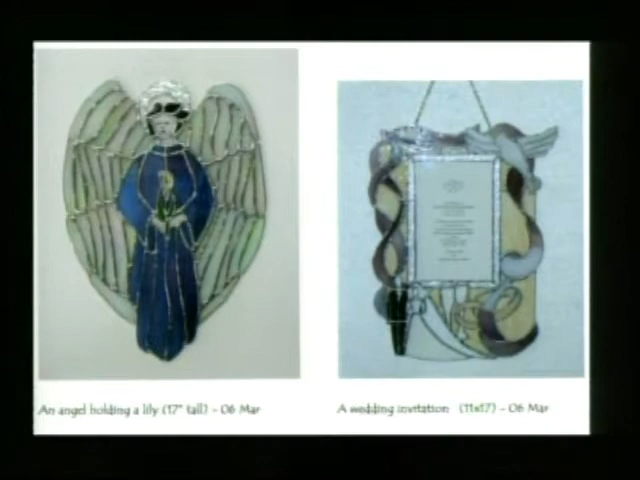 An angel holding a lily (17" tall) - 06 Mar
A wedding invitation (11x17) - 06 Mar